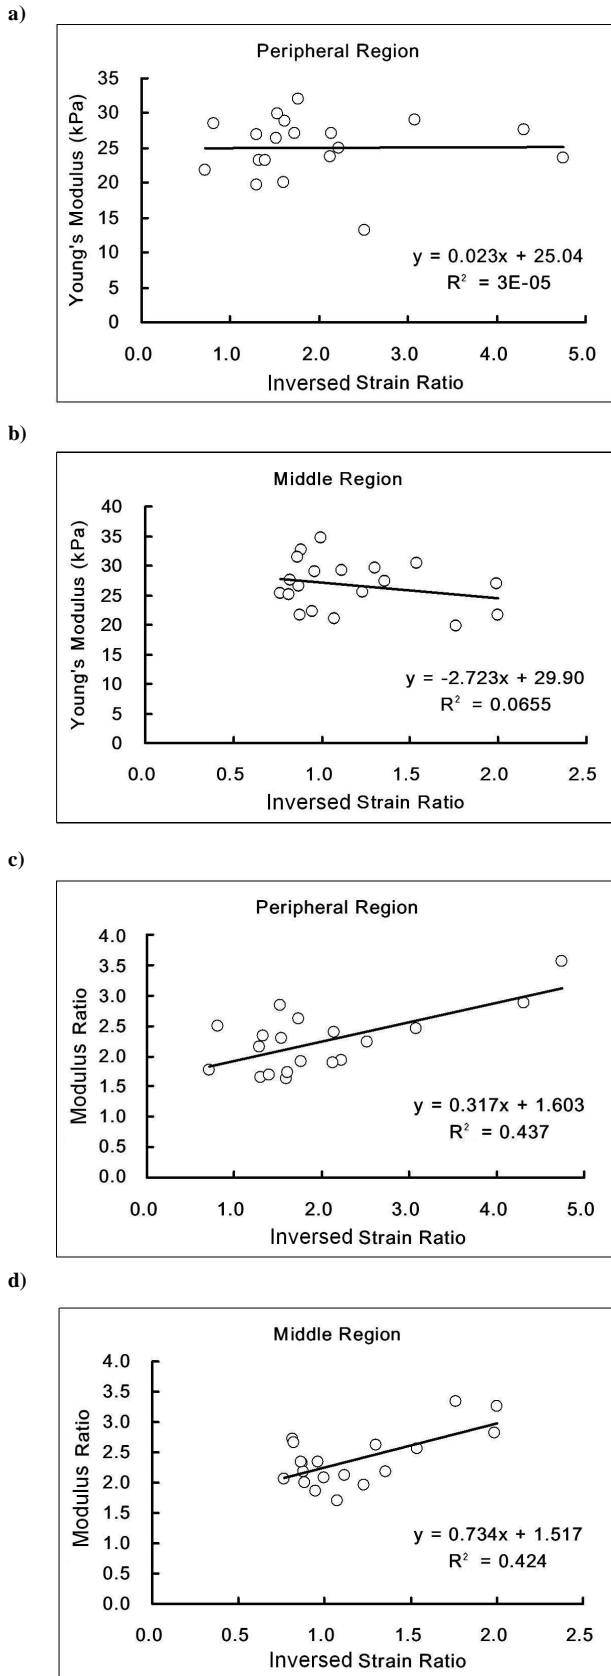 a)
Peripheral Region
Young's Modulus (kPa)
35
30
25
20
15
10
5
0
y = 0.023x + 25.04
R² = 3E-05
0.0 1.0 2.0 3.0 4.0 5.0
Inversed Strain Ratio
b)
Middle Region
Young's Modulus (kPa)
40
35
30
25
20
15
10
5
0
y = -2.723x + 29.90
R² = 0.0655
0.0 0.5 1.0 1.5 2.0 2.5
Inversed Strain Ratio
c)
Peripheral Region
Modulus Ratio
4.0
3.5
3.0
2.5
2.0
1.5
1.0
0.5
0.0
y = 0.317x + 1.603
R² = 0.437
0.0 1.0 2.0 3.0 4.0 5.0
Inversed Strain Ratio
d)
Middle Region
Modulus Ratio
4.0
3.5
3.0
2.5
2.0
1.5
1.0
0.5
0.0
y = 0.734x + 1.517
R² = 0.424
0.0 0.5 1.0 1.5 2.0 2.5
Inversed Strain Ratio